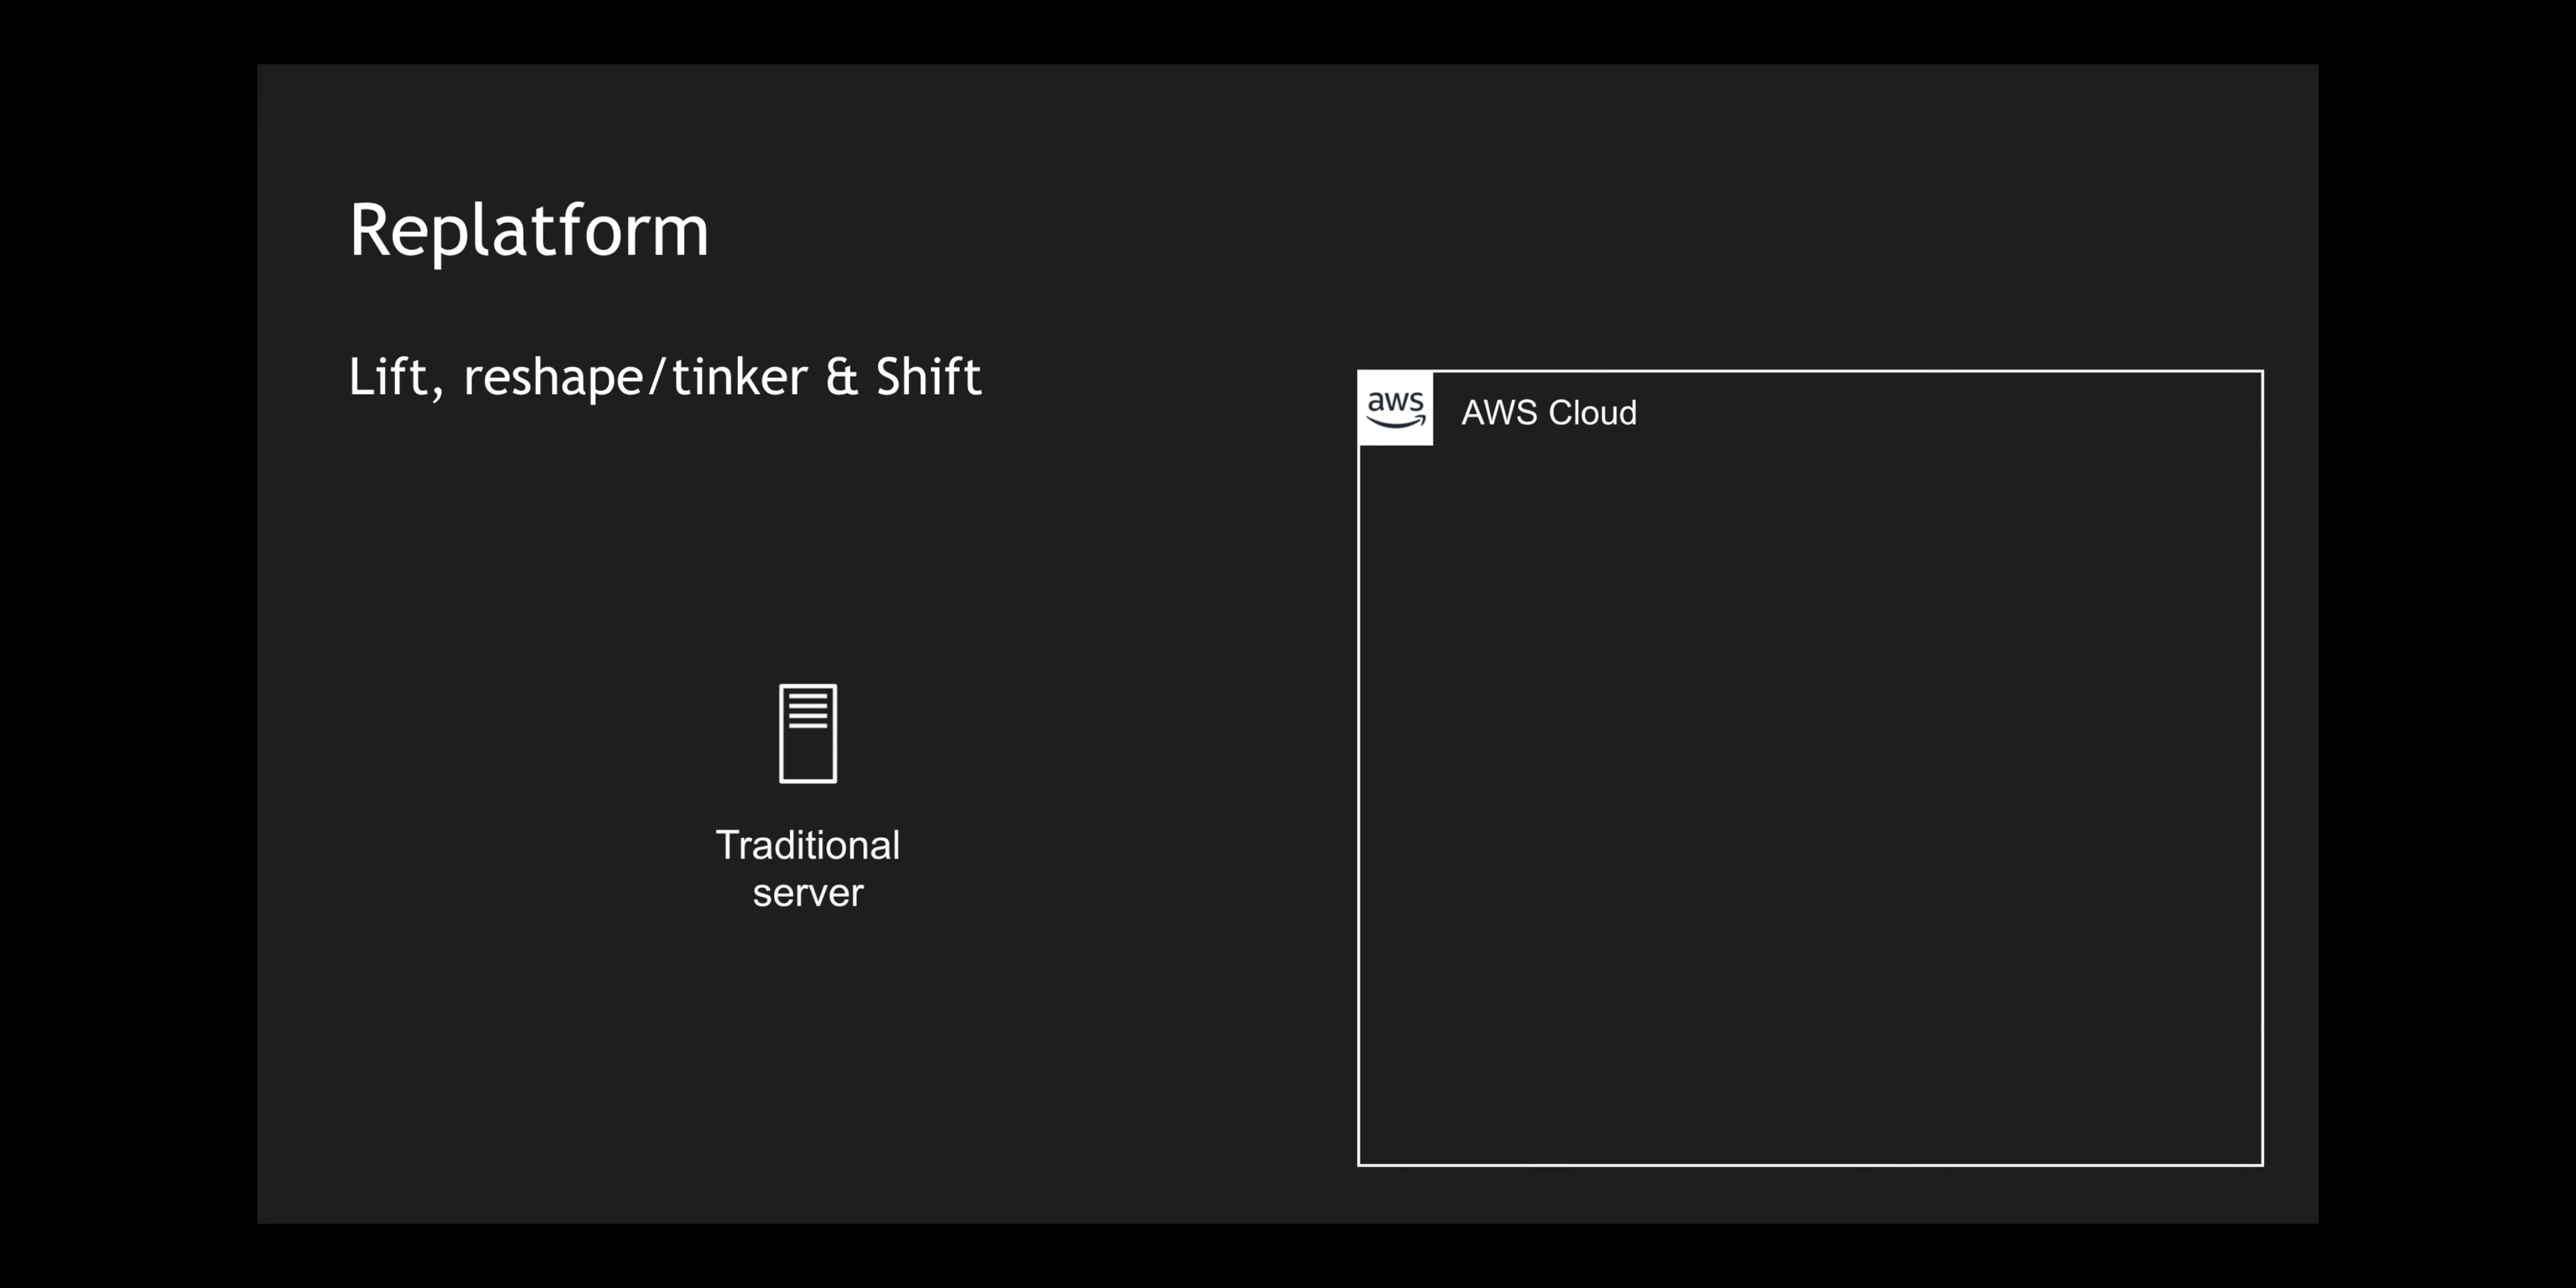 Replatform
Lift, reshape/tinker & Shift
aws
AWS Cloud
Traditional
server